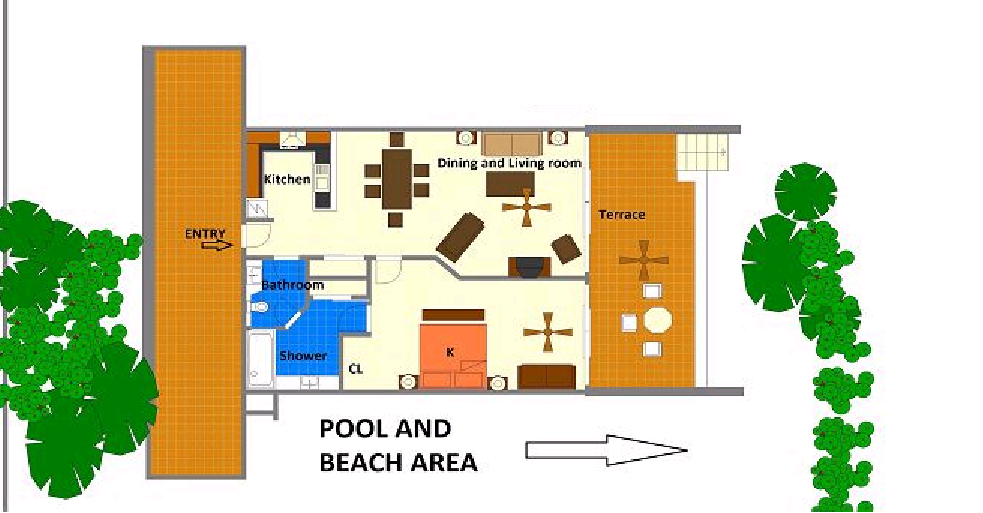 Dining and Living room
Kitchen
Terrace
ENTRY
Bathroom
K
Shower
CL
POOL AND
BEACH AREA